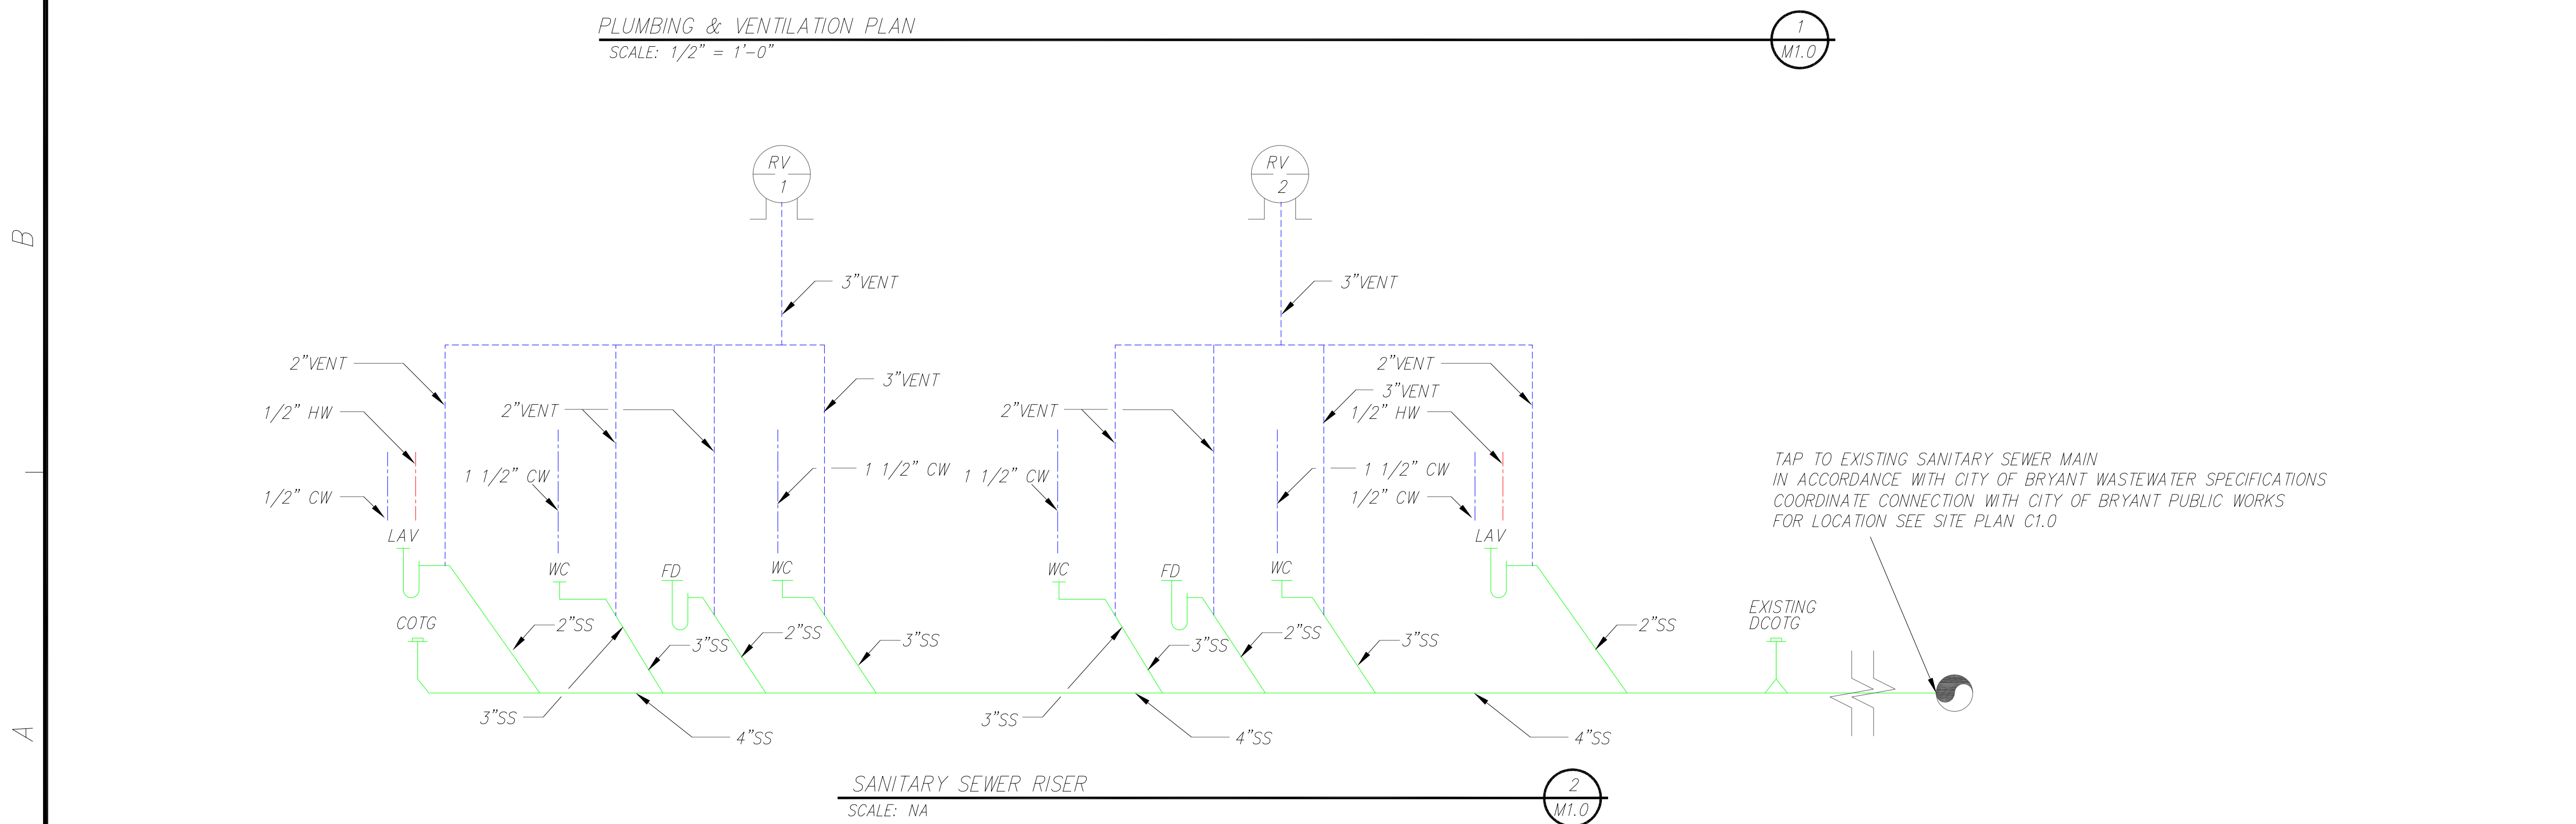 PLUMBING & VENTILATION PLAN
SCALE: 1/2" = 1'-0"
1
M1.0
B
A
RV
1
RV
2
3"VENT
3"VENT
2"VENT
3"VENT
2"VENT
3"VENT
1/2" HW
2"VENT
2"VENT
1/2" HW
1 1/2" CW
1 1/2" CW
1 1/2" CW
1 1/2" CW
1/2" CW
1/2" CW
TAP TO EXISTING SANITARY SEWER MAIN
IN ACCORDANCE WITH CITY OF BRYANT WASTEWATER SPECIFICATIONS
COORDINATE CONNECTION WITH CITY OF BRYANT PUBLIC WORKS
FOR LOCATION SEE SITE PLAN C1.0
LAV
LAV
WC
FD
WC
WC
FD
WC
COTG
EXISTING
DCOTG
2"SS
3"SS
2"SS
3"SS
3"SS
2"SS
3"SS
2"SS
3"SS
4"SS
3"SS
4"SS
4"SS
SANITARY SEWER RISER
SCALE: NA
2
M1.0